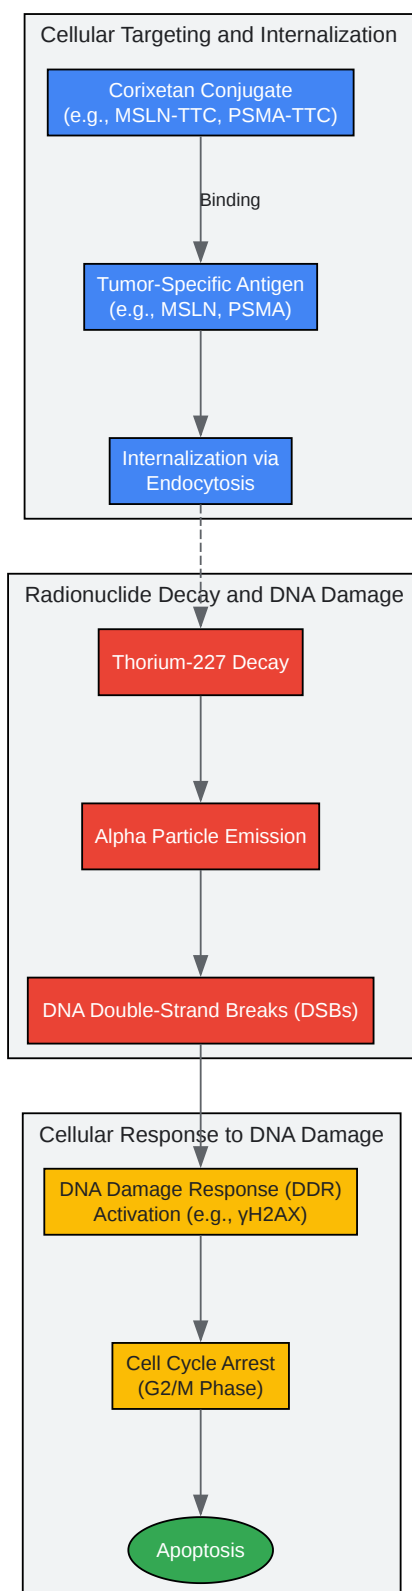 Cellular Targeting and Internalization
Corixetan Conjugate
(e.g., MSLN-TTC, PSMA-TTC)
Binding
Tumor-Specific Antigen
(e.g., MSLN, PSMA)
Internalization via
Endocytosis
Radionuclide Decay and DNA Damage
Thorium-227 Decay
Alpha Particle Emission
DNA Double-Strand Breaks (DSBs)
Cellular Response to DNA Damage
DNA Damage Response (DDR)
Activation (e.g., γH2AX)
Cell Cycle Arrest
(G2/M Phase)
Apoptosis